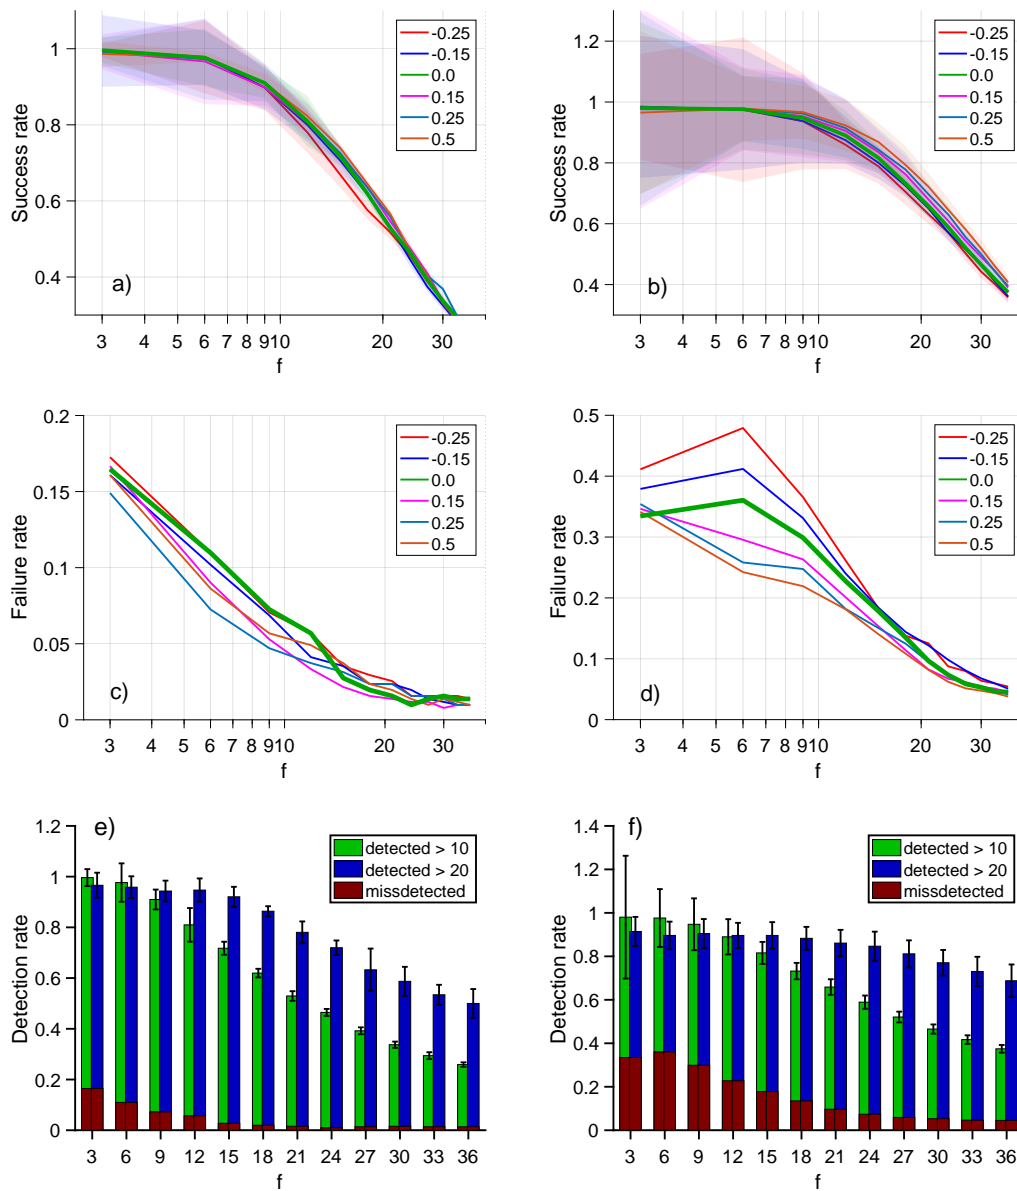 1
0.8
0.6
0.4
Success rate
a)
3 4 5 6 7 8 9 10 20 30
f
-0.25
-0.15
0.0
0.15
0.25
0.5
1.2
1
0.8
0.6
0.4
Success rate
b)
3 4 5 6 7 8 9 10 20 30
f
-0.25
-0.15
0.0
0.15
0.25
0.5
0.2
0.15
0.1
0.05
0
Failure rate
c)
3 4 5 6 7 8 9 10 20 30
f
-0.25
-0.15
0.0
0.15
0.25
0.5
0.5
0.4
0.3
0.2
0.1
0
Failure rate
d)
3 4 5 6 7 8 9 10 20 30
f
-0.25
-0.15
0.0
0.15
0.25
0.5
1.2
1
0.8
0.6
0.4
0.2
0
Detection rate
e)
detected > 10
detected > 20
missdetected
3 6 9 12 15 18 21 24 27 30 33 36
f
1.4
1.2
1
0.8
0.6
0.4
0.2
0
Detection rate
f)
detected > 10
detected > 20
missdetected
3 6 9 12 15 18 21 24 27 30 33 36
f